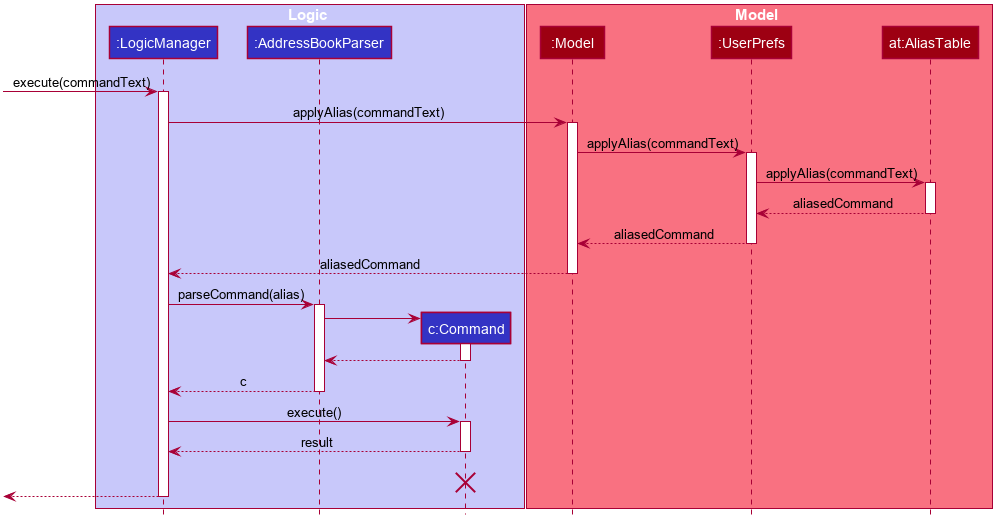 Logic
Model
:LogicManager
:AddressBookParser
:Model
:UserPrefs
at:AliasTable
execute(commandText)
applyAlias(commandText)
applyAlias(commandText)
applyAlias(commandText)
aliasedCommand
aliasedCommand
aliasedCommand
parseCommand(alias)
c:Command
c
execute()
result